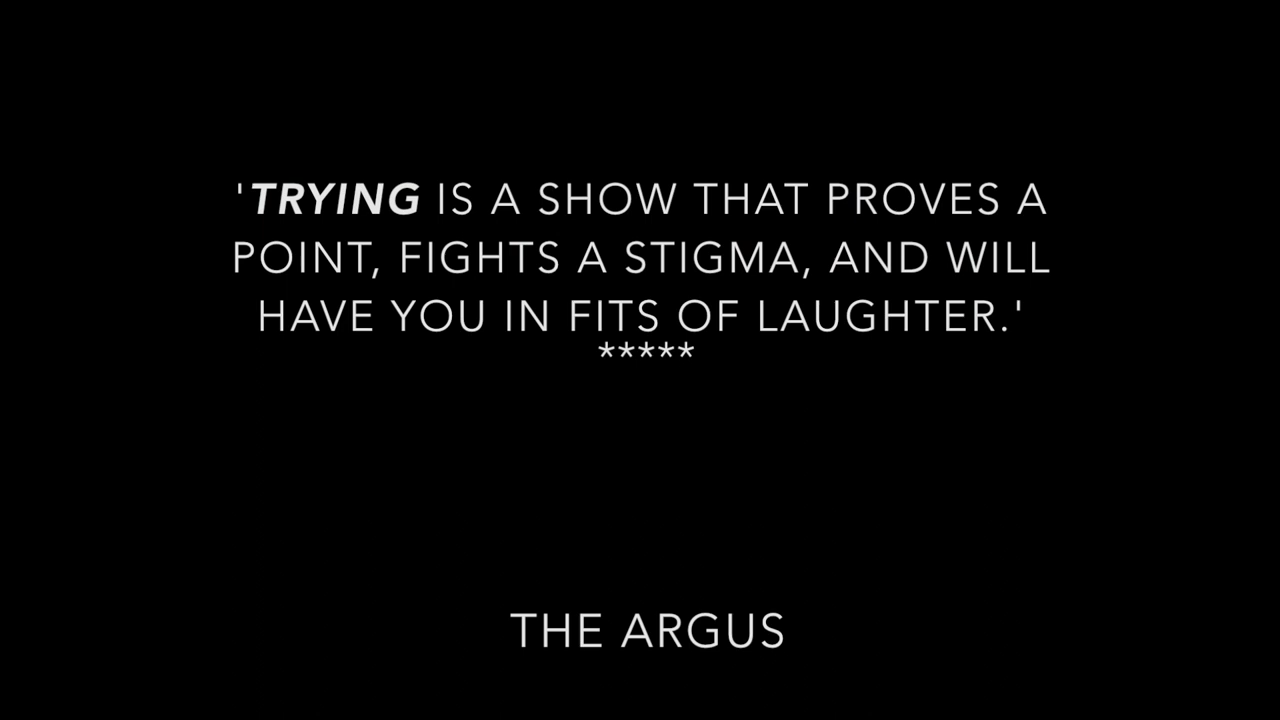 'TRYING IS A SHOW THAT PROVES A
POINT, FIGHTS A STIGMA, AND WILL
HAVE YOU IN FITS OF LAUGHTER.'
*****
THE ARGUS